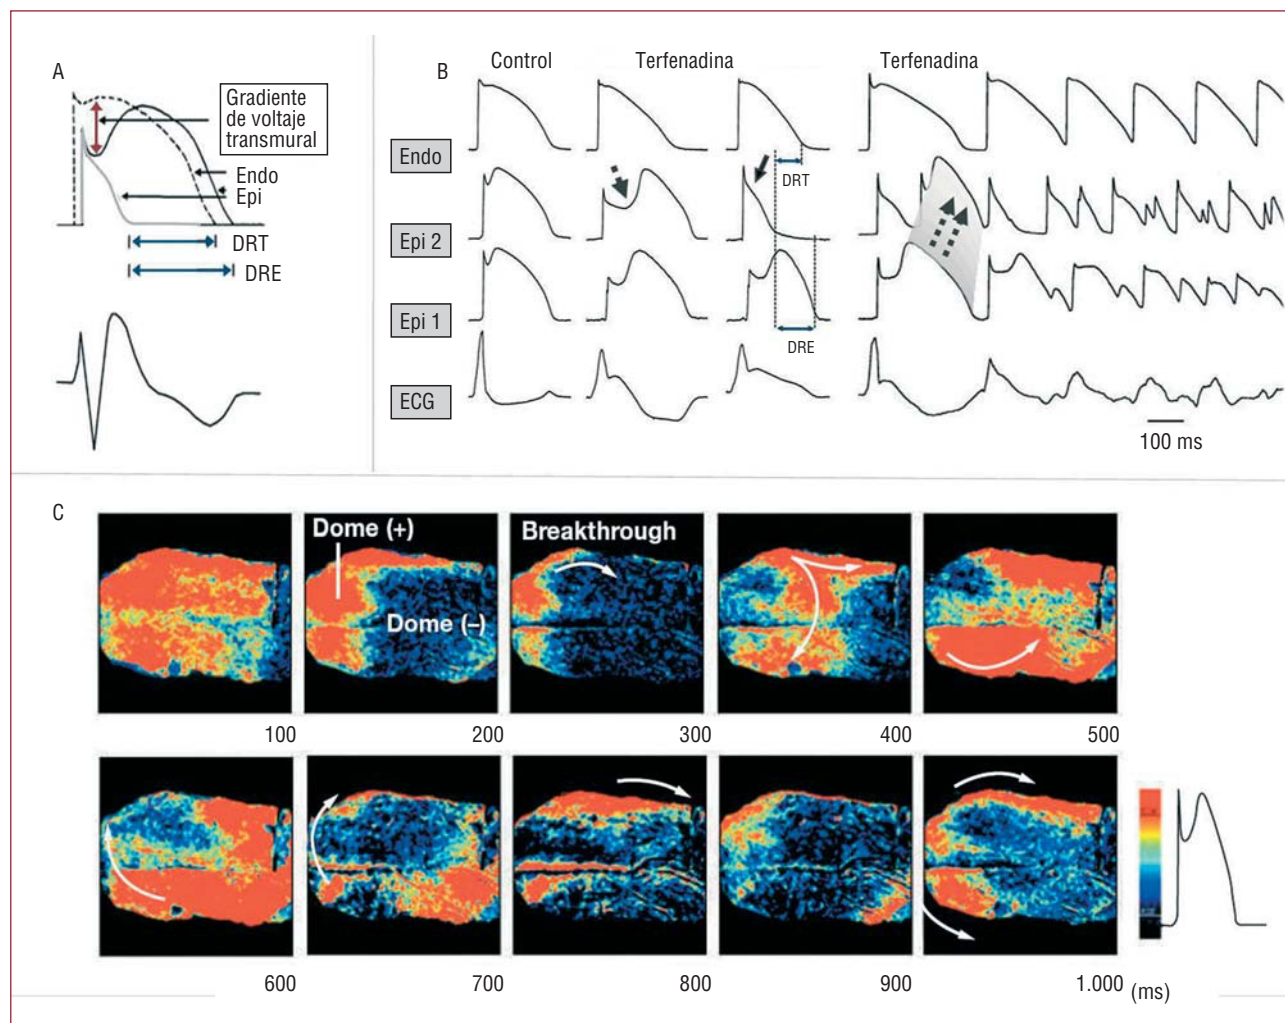 A
Gradiente
de voltaje
transmural
Endo
Epi
DRT
DRE
B
Control
Terfenadina
Terfenadina
Endo
DRT
Epi 2
Epi 1
DRE
ECG
100 ms
C
Dome (+)
Dome (–)
Breakthrough
100
200
300
400
500
600
700
800
900
1.000
(ms)